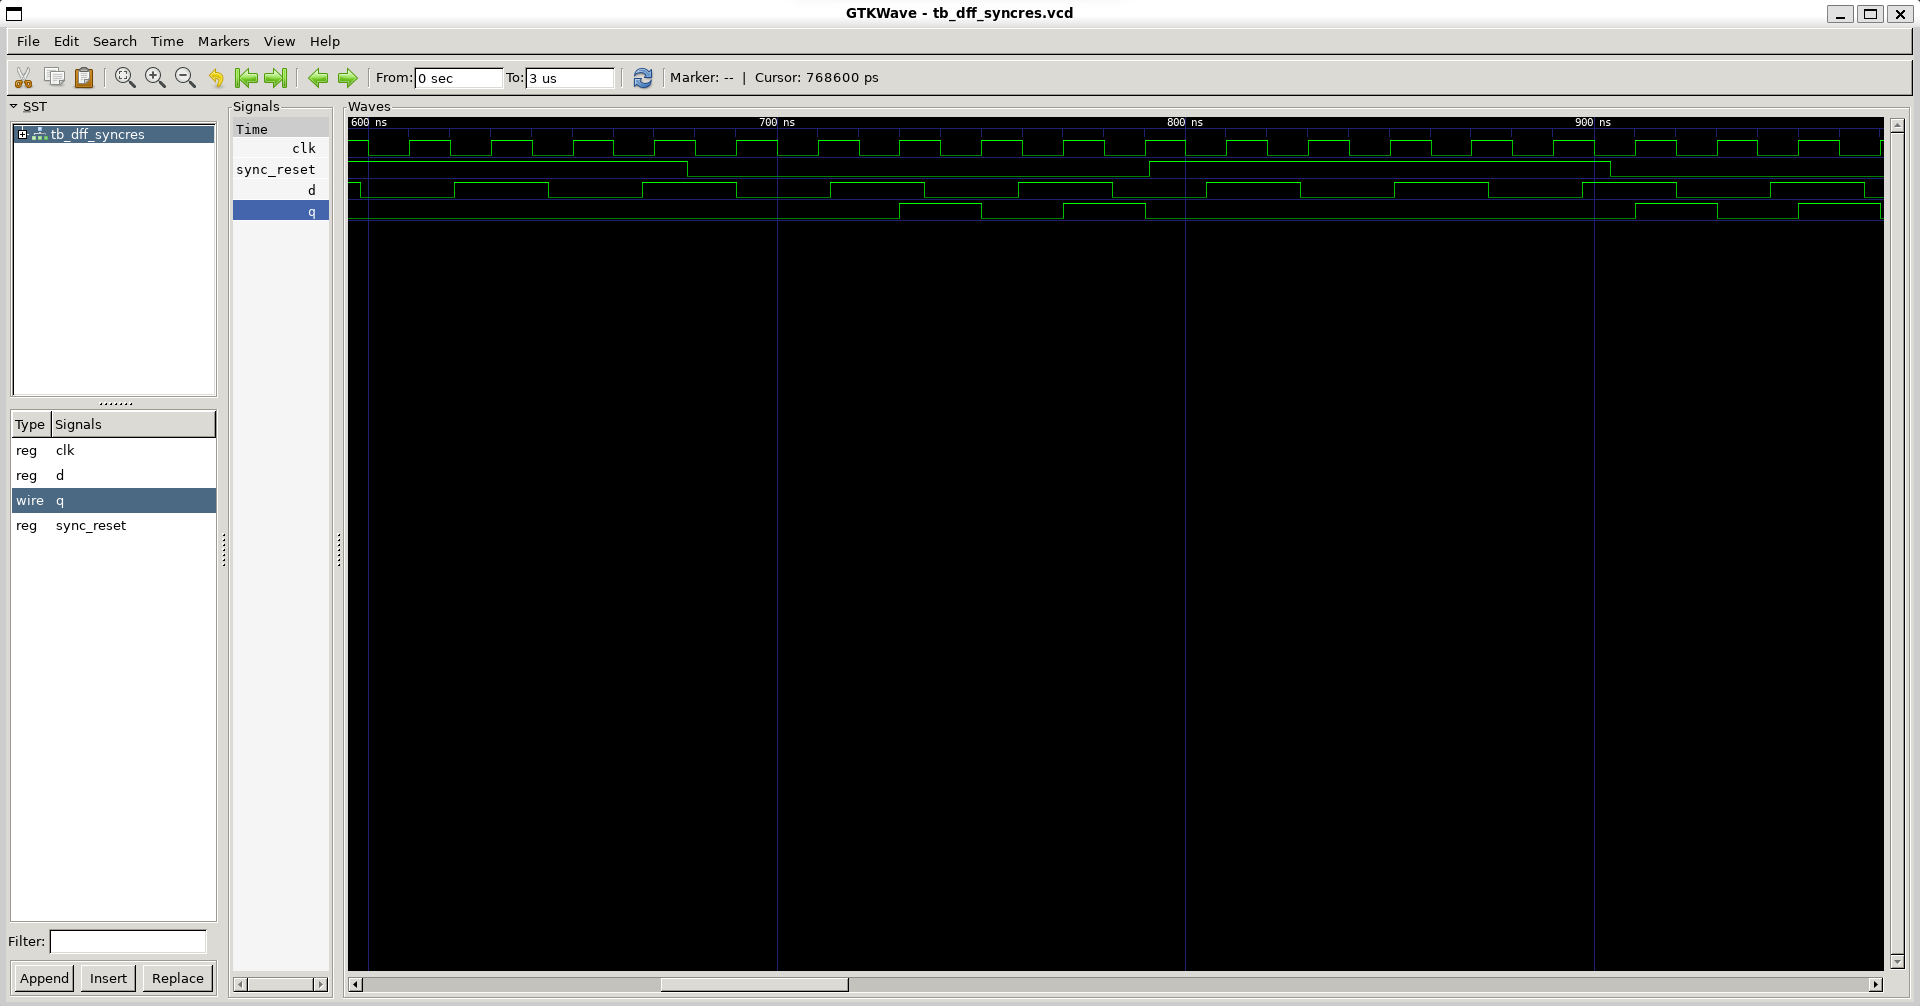 GTKWave - tb_dff_syncres.vcd
File Edit Search Time Markers View Help
From: 0 sec To: 3 us Marker: -- | Cursor: 768600 ps
SST
tb_dff_syncres
Type Signals
reg clk
reg d
wire q
reg sync_reset
Filter:
Append Insert Replace
Signals
Time
clk
sync_reset
d
q
Waves
600 ns 700 ns 800 ns 900 ns